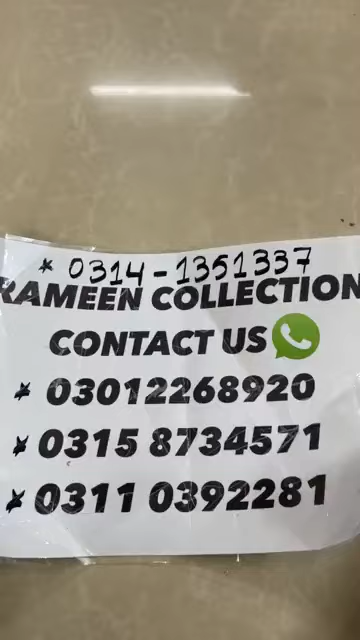 * 0314-1351337
RAMEEN COLLECTION
CONTACT US
* 03012268920
* 0315 8734571
* 0311 0392281